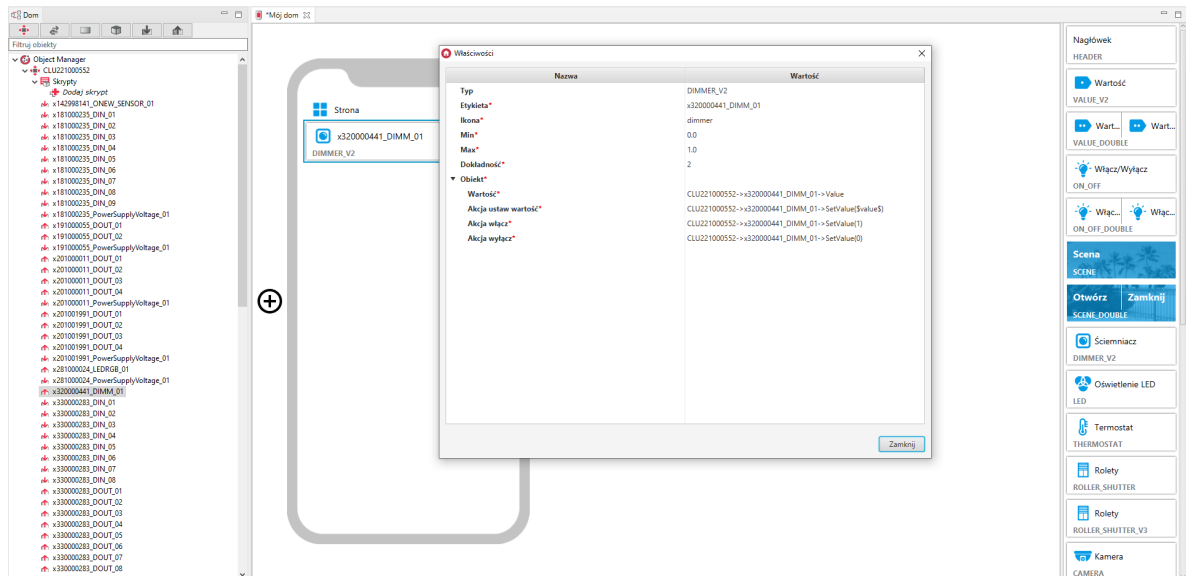 Dom
*Mój dom
Filtruj obiekty
Object Manager
CLU221000552
Skrypty
Dodaj skrypt
x142998141_ONEW_SENSOR_01
x181000235_DIN_01
x181000235_DIN_02
x181000235_DIN_03
x181000235_DIN_04
x181000235_DIN_05
x181000235_DIN_06
x181000235_DIN_07
x181000235_DIN_08
x181000235_DIN_09
x181000235_PowerSupplyVoltage_01
x191000055_DOUT_01
x191000055_DOUT_02
x191000055_PowerSupplyVoltage_01
x201000011_DOUT_01
x201000011_DOUT_02
x201000011_DOUT_03
x201000011_DOUT_04
x201000011_PowerSupplyVoltage_01
x201001991_DOUT_01
x201001991_DOUT_02
x201001991_DOUT_03
x201001991_DOUT_04
x201001991_PowerSupplyVoltage_01
x281000024_LEDRGB_01
x281000024_PowerSupplyVoltage_01
x320000441_DIMM_01
x330000283_DIN_01
x330000283_DIN_02
x330000283_DIN_03
x330000283_DIN_04
x330000283_DIN_05
x330000283_DIN_06
x330000283_DIN_07
x330000283_DIN_08
x330000283_DOUT_01
x330000283_DOUT_02
x330000283_DOUT_03
x330000283_DOUT_04
x330000283_DOUT_05
x330000283_DOUT_06
x330000283_DOUT_07
x330000283_DOUT_08
Strona
x320000441_DIMM_01
DIMMER_V2
Właściwości
Nazwa Wartość
Typ DIMMER_V2
Etykieta* x320000441_DIMM_01
Ikona* dimmer
Min* 0.0
Max* 1.0
Dokładność* 2
Obiekt*
Wartość* CLU221000552->x320000441_DIMM_01->Value
Akcja ustaw wartość* CLU221000552->x320000441_DIMM_01->SetValue($value$)
Akcja włącz* CLU221000552->x320000441_DIMM_01->SetValue(1)
Akcja wyłącz* CLU221000552->x320000441_DIMM_01->SetValue(0)
Zamknij
Nagłówek
HEADER
Wartość
VALUE_V2
Wart... Wart...
VALUE_DOUBLE
Włącz/Wyłącz
ON_OFF
Włąc... Włąc...
ON_OFF_DOUBLE
Scena
SCENE
Otwórz Zamknij
SCENE_DOUBLE
Ściemniacz
DIMMER_V2
Oświetlenie LED
LED
Termostat
THERMOSTAT
Rolety
ROLLER_SHUTTER
Rolety
ROLLER_SHUTTER_V3
Kamera
CAMERA